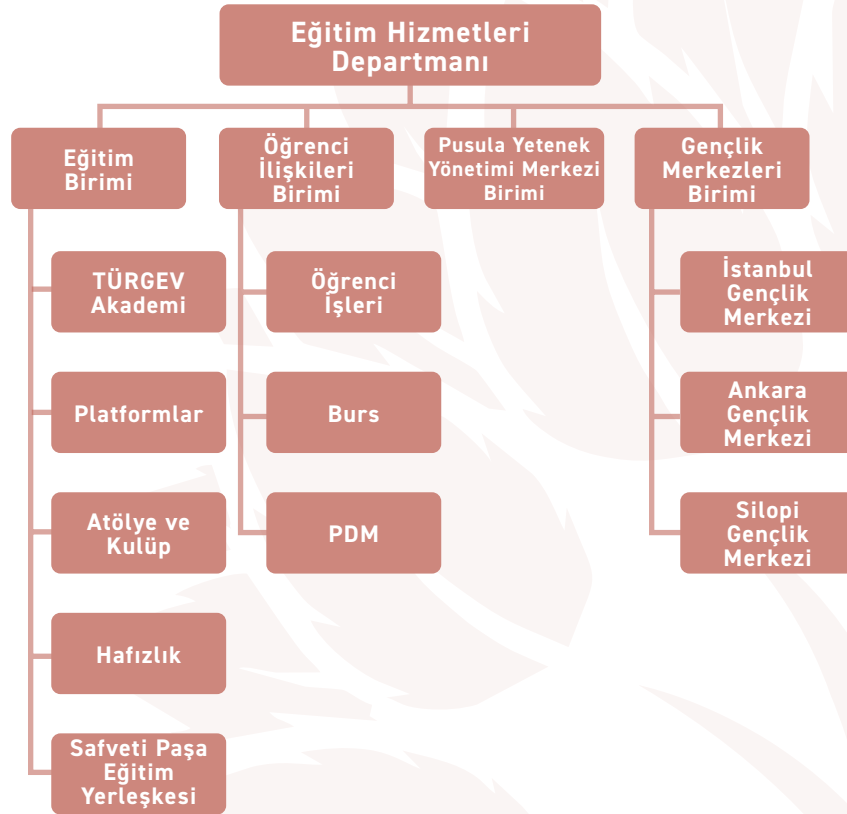 Eğitim Hizmetleri
Departmanı
Eğitim
Birimi
Öğrenci
İlişkileri
Birimi
Pusula Yetenek
Yönetimi Merkezi
Birimi
Gençlik
Merkezleri
Birimi
TÜRGEV
Akademi
Platformlar
Atölye ve
Kulüp
Hafızlık
Safveti Paşa
Eğitim
Yerleşkesi
Öğrenci
İşleri
Burs
PDM
İstanbul
Gençlik
Merkezi
Ankara
Gençlik
Merkezi
Silopi
Gençlik
Merkezi